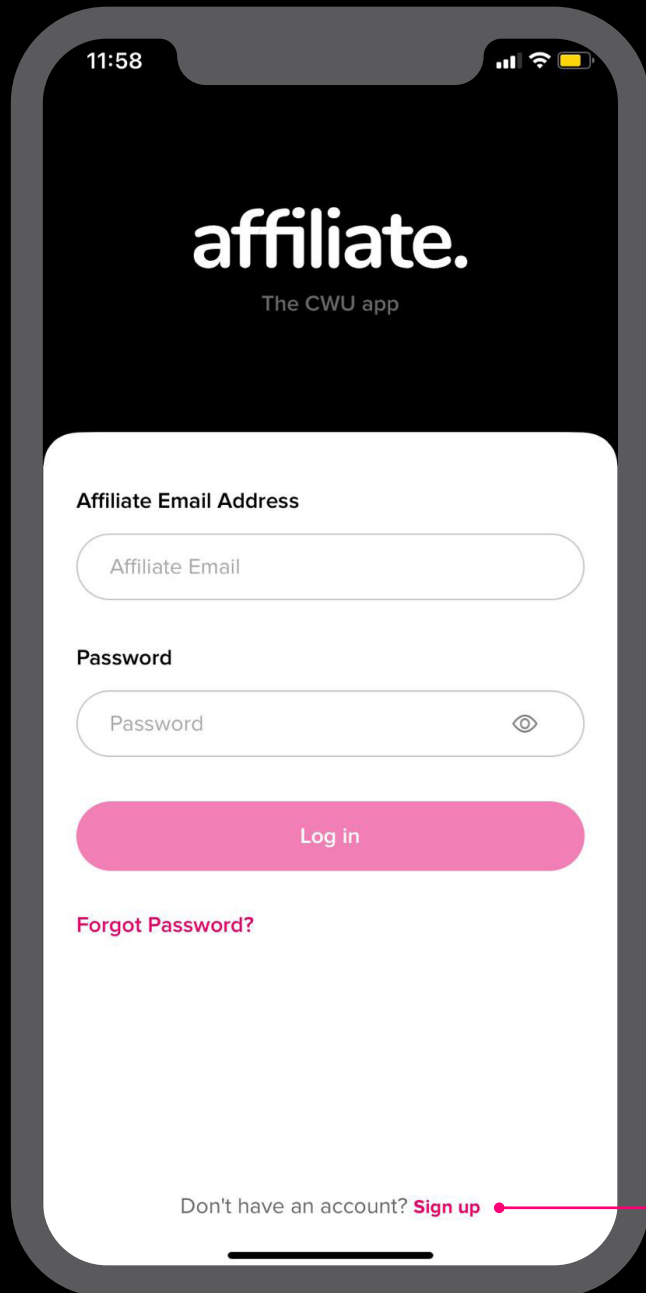 11:58
affiliate.
The CWU app
Affiliate Email Address
Affiliate Email
Password
Password
Log in
Forgot Password?
Don't have an account? Sign up